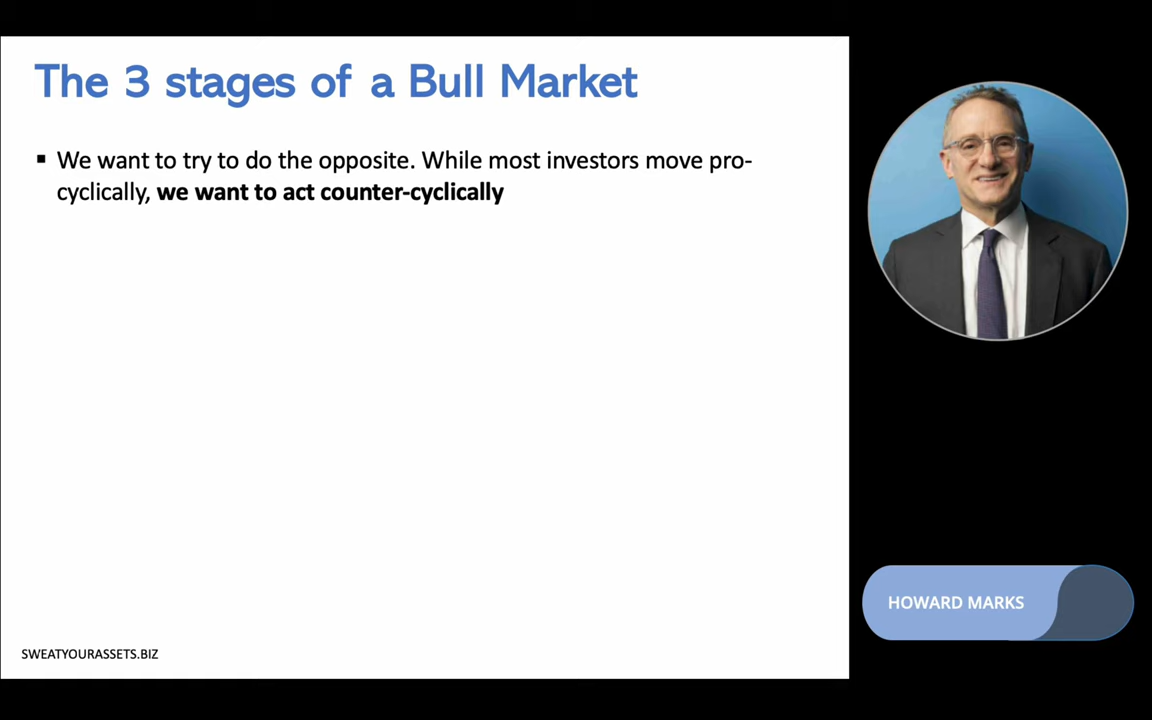 The 3 stages of a Bull Market
▪ We want to try to do the opposite. While most investors move pro-
cyclically, we want to act counter-cyclically
HOWARD MARKS
SWEATYOURASSETS.BIZ